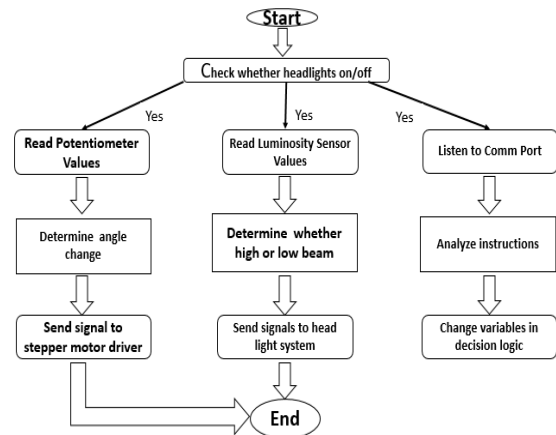 Start
Check whether headlights on/off
Yes
Yes
Yes
Read Potentiometer
Values
Read Luminosity Sensor
Values
Listen to Comm Port
Determine angle
change
Determine whether
high or low beam
Analyze instructions
Send signal to
stepper motor driver
Send signals to head
light system
Change variables in
decision logic
End